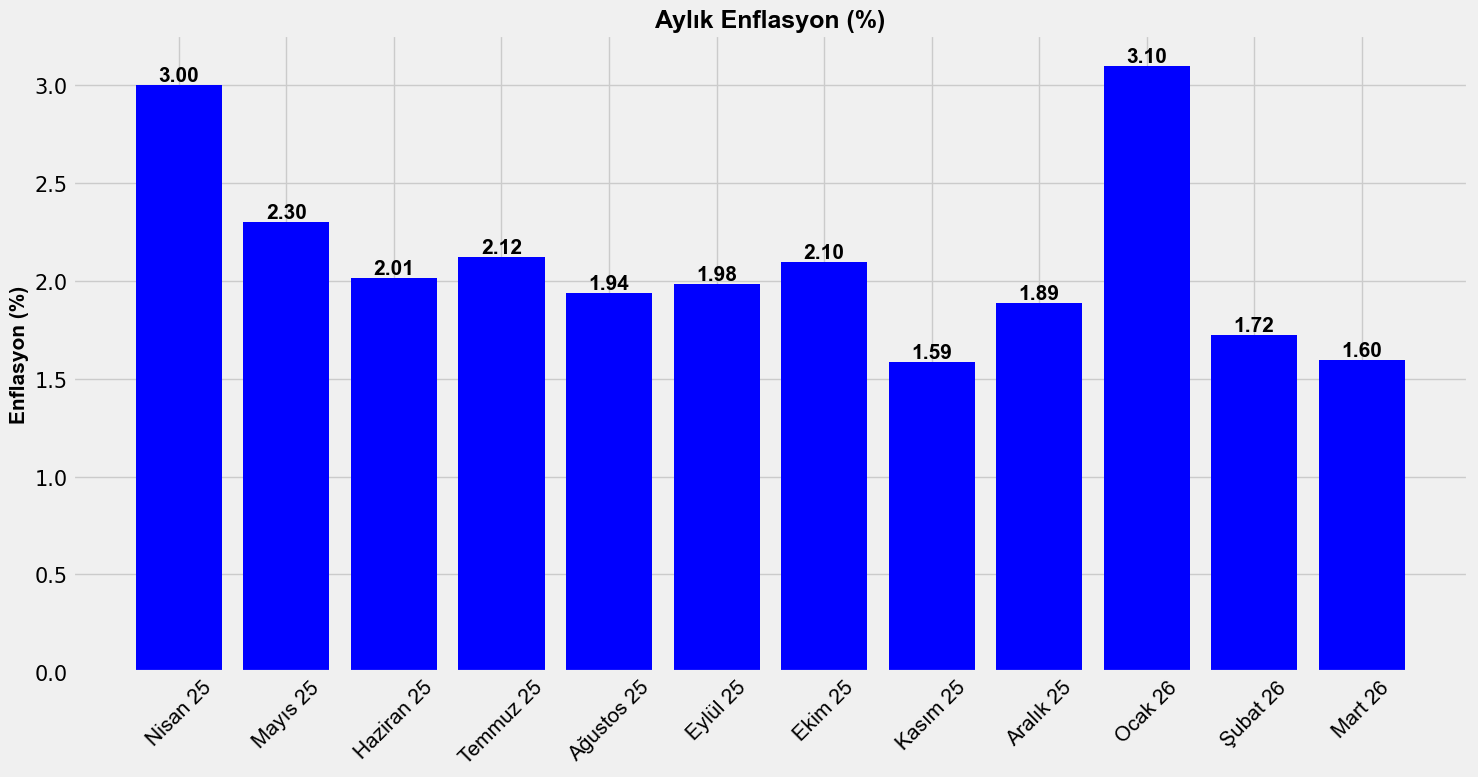 Aylık Enflasyon (%)
Enflasyon (%)
3.0
2.5
2.0
1.5
1.0
0.5
0.0
3.00
2.30
2.01
2.12
1.94
1.98
2.10
1.59
1.89
3.10
1.72
1.60
Nisan 25
Mayıs 25
Haziran 25
Temmuz 25
Ağustos 25
Eylül 25
Ekim 25
Kasım 25
Aralık 25
Ocak 26
Şubat 26
Mart 26